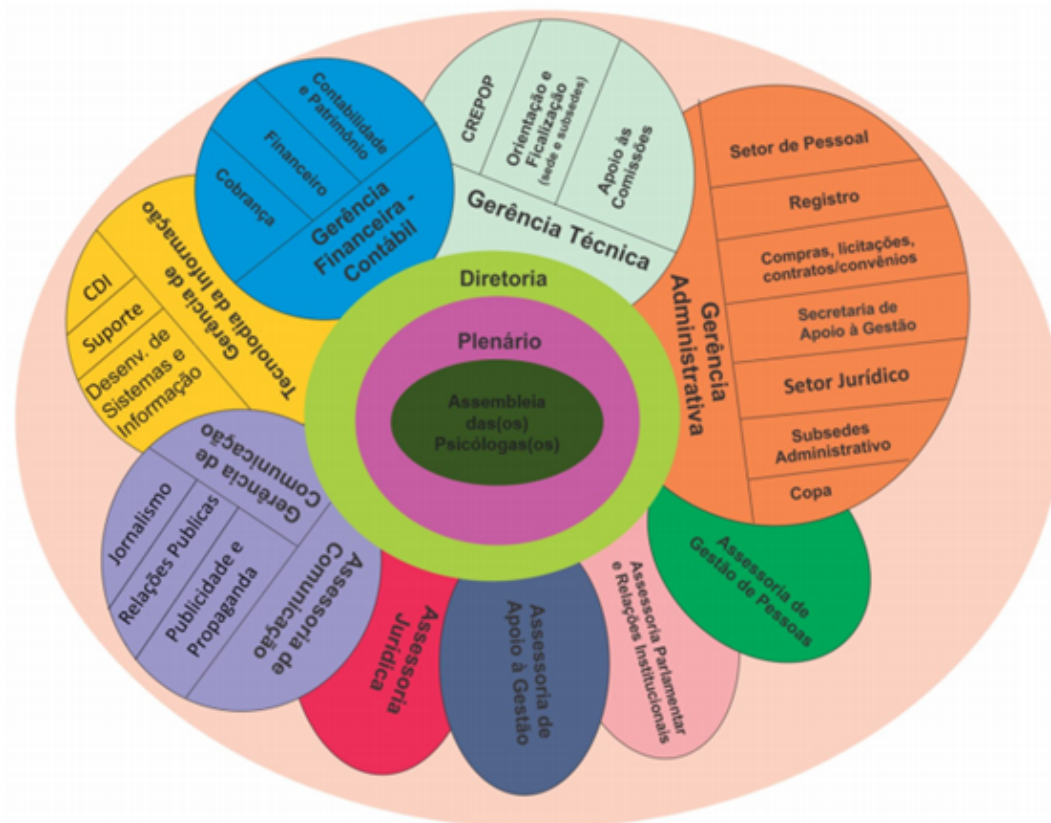 Contabilidade
e Patrimônio
Financeiro
Cobrança
Gerência
Financeira -
Contábil
CREPOP
Orientação e
Ficalização
(sede e subsedes)
Apoio às
Comissões
Gerência Técnica
Gerência
Administrativa
Setor de Pessoal
Registro
Compras, licitações,
contratos/convênios
Secretaria de
Apoio à Gestão
Setor Jurídico
Subsedes
Administrativo
Copa
Gerência de
Tecnolodia da Informação
CDI
Suporte
Desenv. de
Sistemas e
Informação
Diretoria
Plenário
Assembleia
das(os)
Psicólogas(os)
Gerência de
Comunicação
Jornalismo
Relações Publicas
Publicidade e
Propaganda
Assessoria de
Comunicação
Assessoria
Jurídica
Assessoria de
Apoio à Gestão
Assessoria Parlamentar
e Relações Institucionais
Assessoria de
Gestão de Pessoas